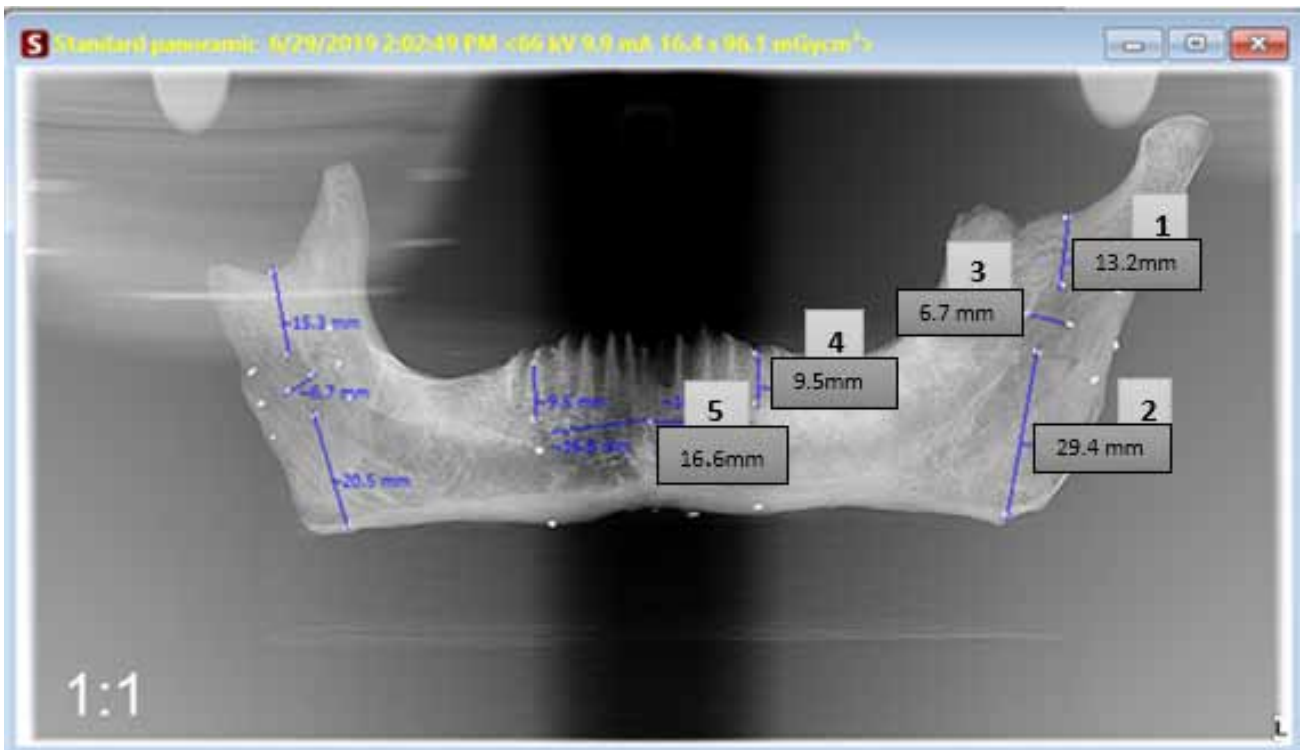 S Standard panoramic 6/29/2019 2:02:49 PM <66 kV 9.9 mA 16.4 s 96.1 mGycm²>
1
13.2mm
3
6.7 mm
15.3 mm
4
9.5mm
6.7 mm
9.5 mm
5
16.6mm
2
29.4 mm
20.5 mm
1:1
L